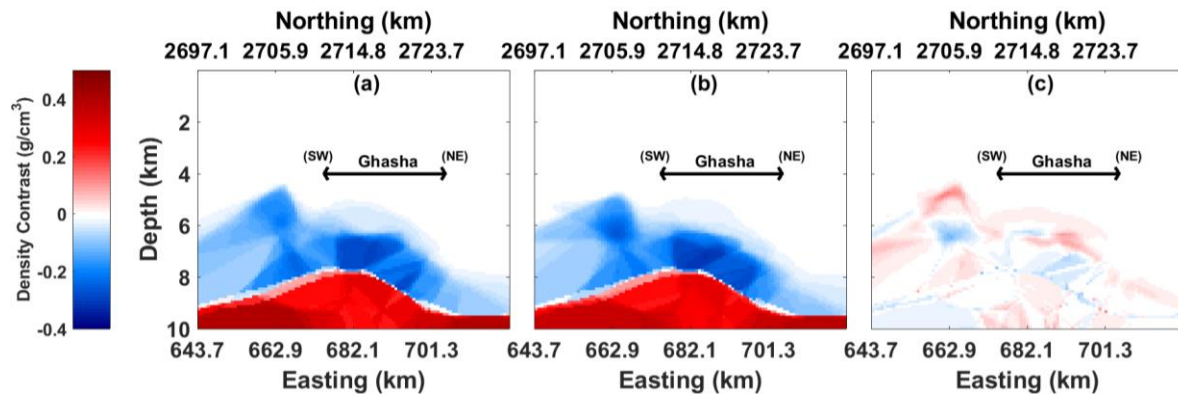 Northing (km) Northing (km) Northing (km)
2697.1 2705.9 2714.8 2723.7 2697.1 2705.9 2714.8 2723.7 2697.1 2705.9 2714.8 2723.7
(a) (b) (c)
Density Contrast (g/cm³)
0.4
0.2
0
-0.2
-0.4
Depth (km)
2
4
6
8
10
(SW) Ghasha (NE)
(SW) Ghasha (NE)
(SW) Ghasha (NE)
643.7 662.9 682.1 701.3 643.7 662.9 682.1 701.3 643.7 662.9 682.1 701.3
Easting (km) Easting (km) Easting (km)